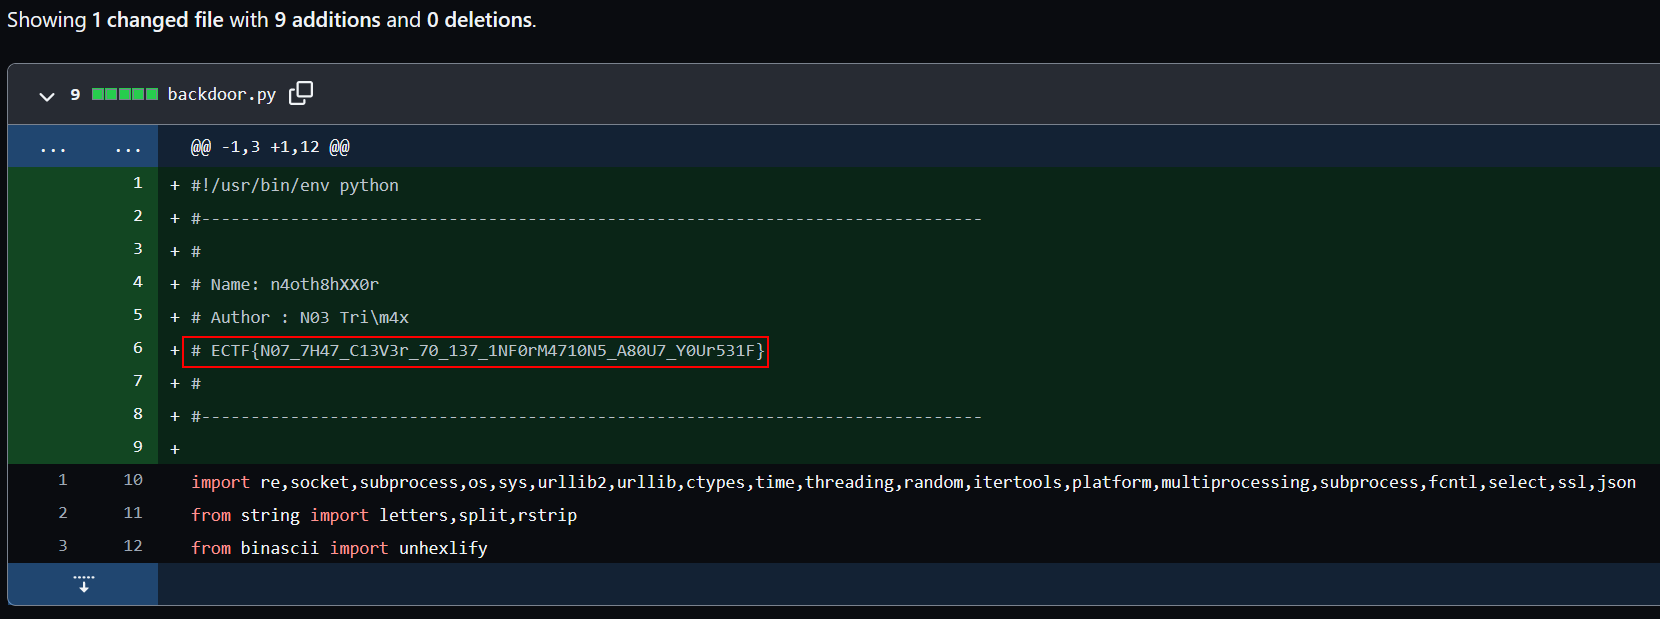 Showing 1 changed file with 9 additions and 0 deletions.
9 backdoor.py
... ... @@ -1,3 +1,12 @@
1 + #!/usr/bin/env python
2 + #-------------------------------------------------------------------------------
3 + #
4 + # Name: n4oth8hXX0r
5 + # Author : N03 Tri\m4x
6 + # ECTF{N07_7H47_C13V3r_70_137_1NF0rM4710N5_A80U7_Y0Ur531F}
7 + #
8 + #-------------------------------------------------------------------------------
9 +
1 10 import re,socket,subprocess,os,sys,urllib2,urllib,ctypes,time,threading,random,itertools,platform,multiprocessing,subprocess,fcntl,select,ssl,json
2 11 from string import letters,split,rstrip
3 12 from binascii import unhexlify